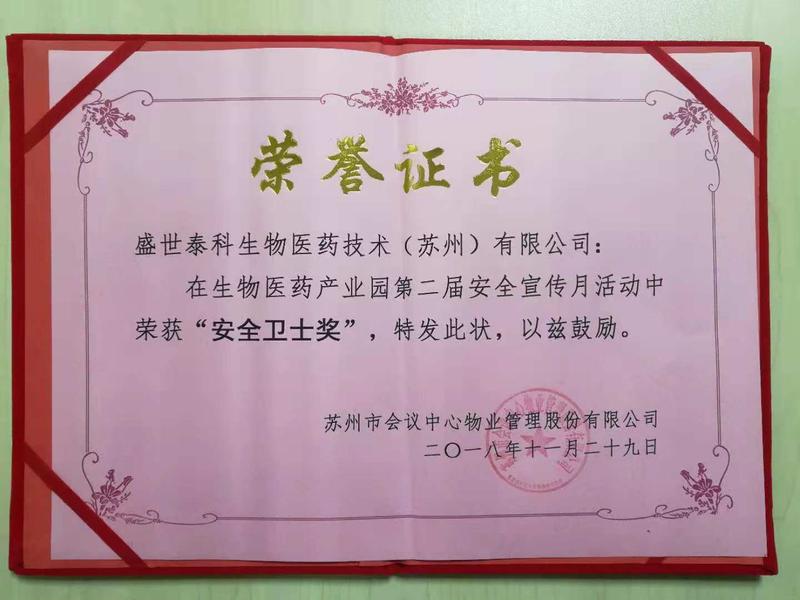 荣誉证书
盛世泰科生物医药技术（苏州）有限公司：
在生物医药产业园第二届安全宣传月活动中
荣获“安全卫士奖”，特发此状，以兹鼓励。
苏州市会议中心物业管理股份有限公司
二〇一八年十一月二十九日